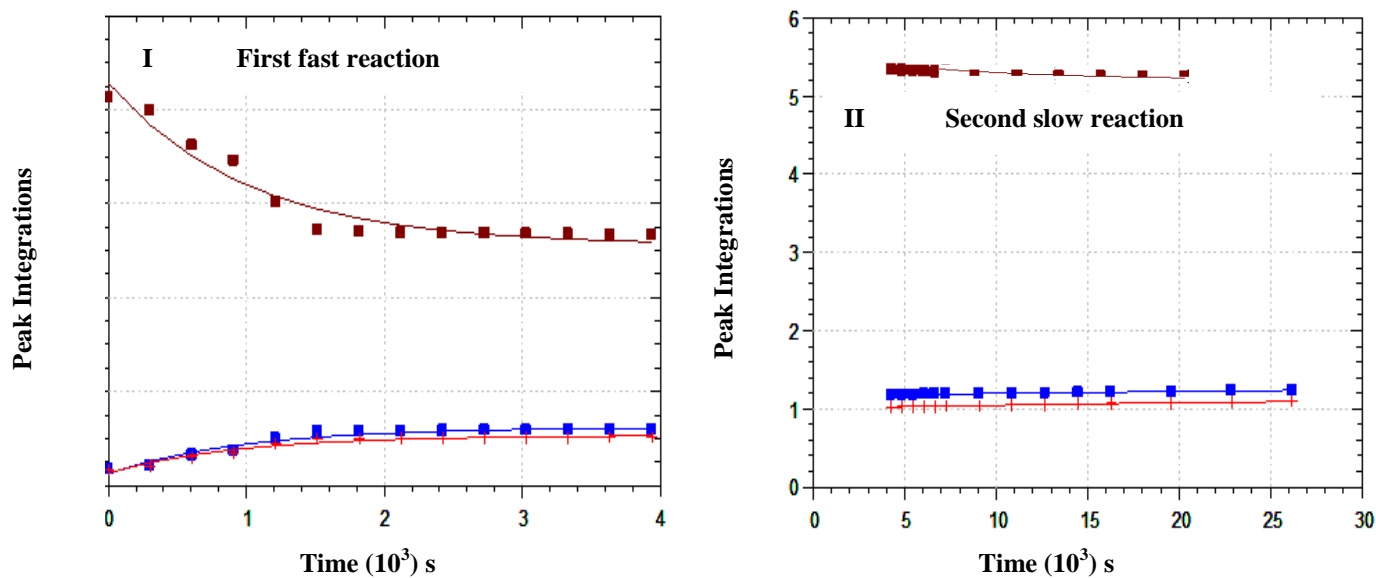 I First fast reaction
Peak Integrations
0 1 2 3 4
Time (10³) s
II Second slow reaction
Peak Integrations
6
5
4
3
2
1
0
0 5 10 15 20 25 30
Time (10³) s